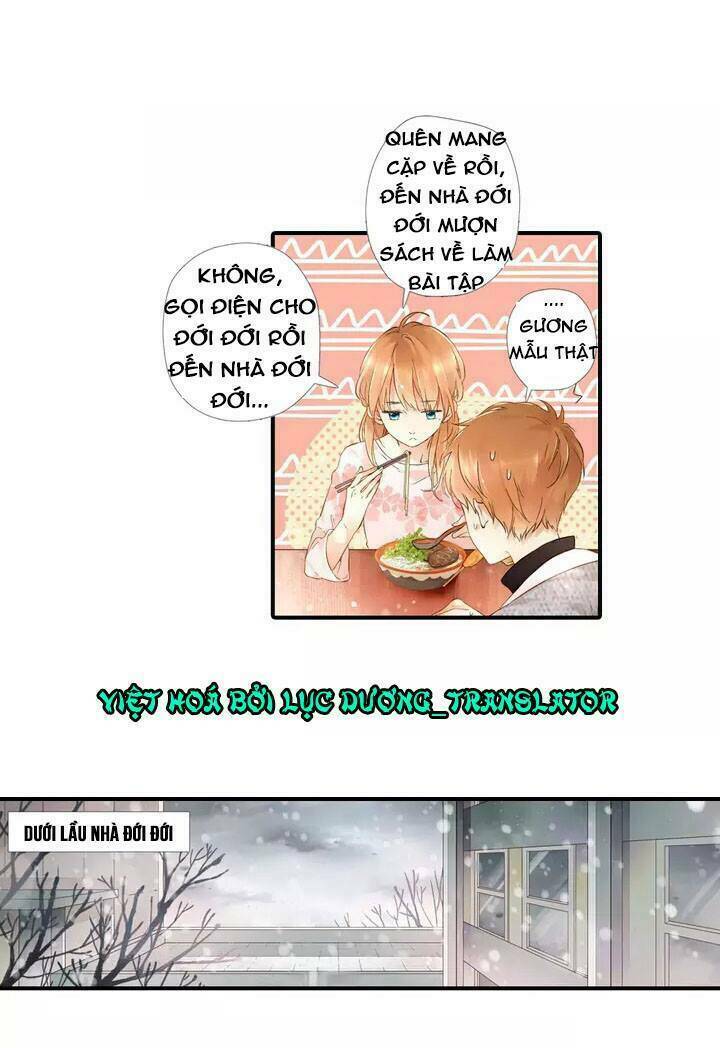 KHÔNG,
GỌI ĐIỆN CHO
ĐỚI ĐỚI RỒI
ĐẾN NHÀ ĐỚI
ĐỚI...
QUÊN MANG
CẶP VỀ RỒI,
ĐẾN NHÀ ĐỚI
ĐỚI MƯỢN
SÁCH VỀ LÀM
BÀI TẬP
....
GƯƠNG
MẪU THẬT
VIỆT HOÁ BỞI LỤC DƯƠNG_TRANSLATOR
DƯỚI LẦU NHÀ ĐỚI ĐỚI